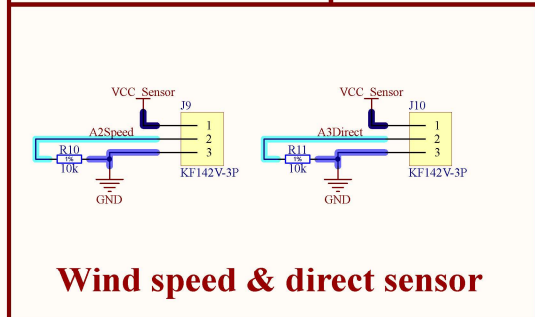 VCC_Sensor
J9
1
A2Speed
2
3
R10
1%
10k
KF142V-3P
GND
VCC_Sensor
J10
1
A3Direct
2
3
R11
1%
10k
KF142V-3P
GND
Wind speed & direct sensor